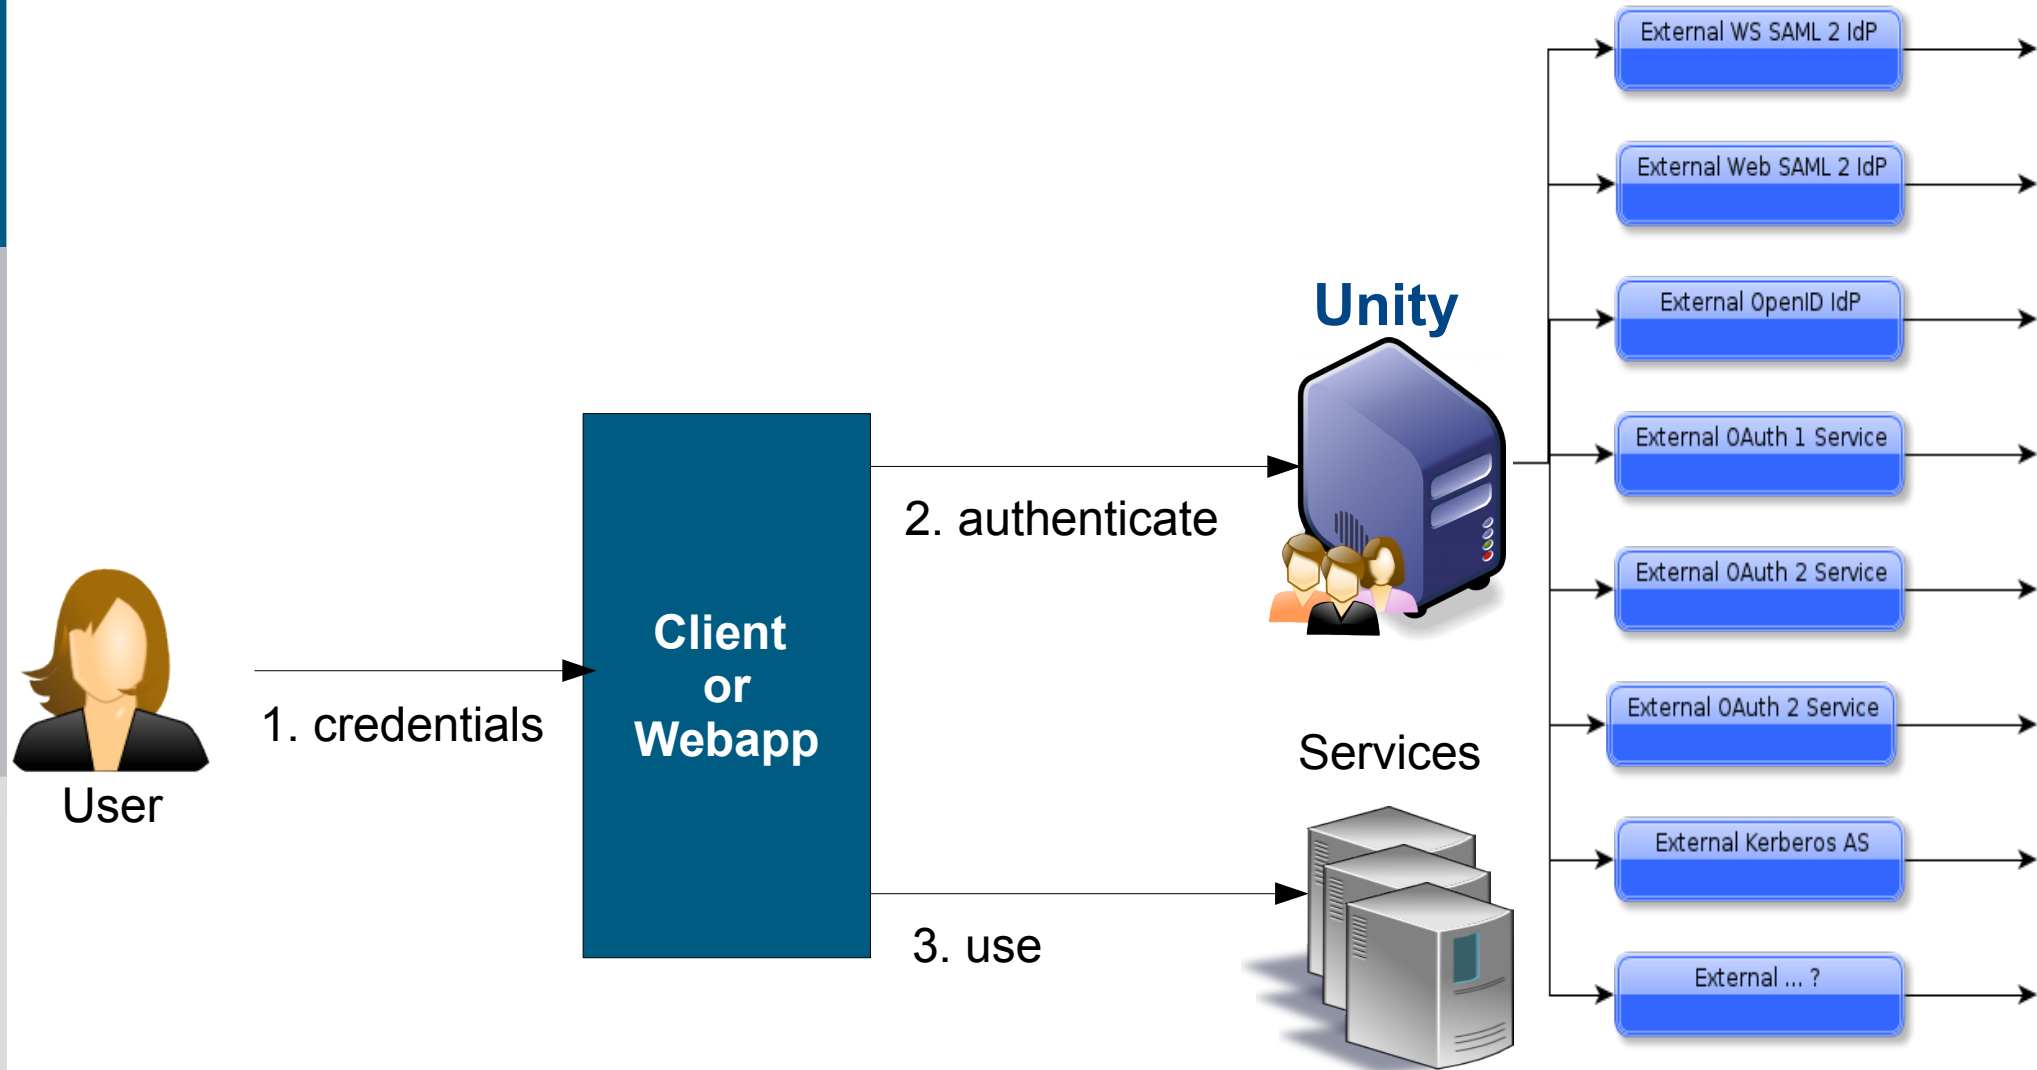 External WS SAML 2 IdP
External Web SAML 2 IdP
External OpenID IdP
External OAuth 1 Service
External OAuth 2 Service
External OAuth 2 Service
External Kerberos AS
External ... ?
Unity
2. authenticate
Client
or
Webapp
1. credentials
User
Services
3. use